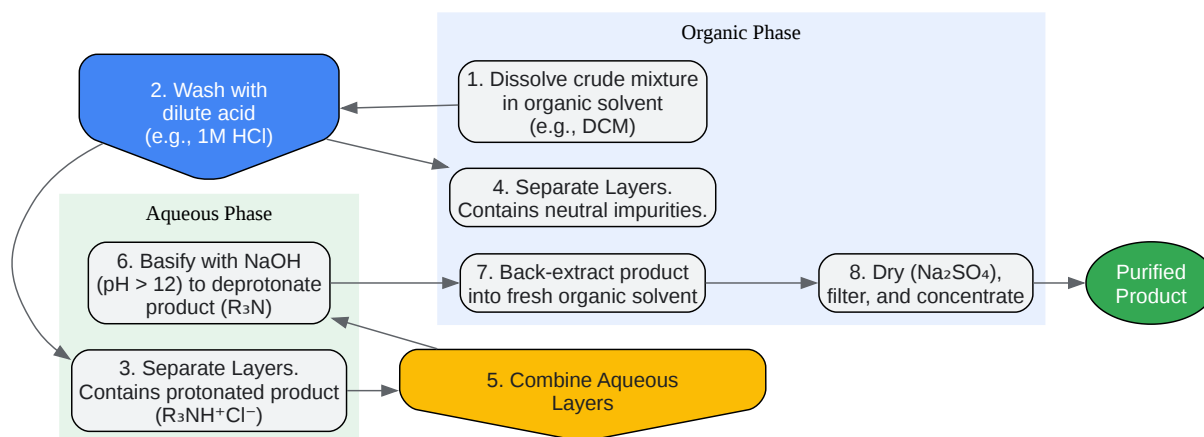 Organic Phase
1. Dissolve crude mixture
in organic solvent
(e.g., DCM)
2. Wash with
dilute acid
(e.g., 1M HCl)
4. Separate Layers.
Contains neutral impurities.
Aqueous Phase
6. Basify with NaOH
(pH > 12) to deprotonate
product (R₃N)
7. Back-extract product
into fresh organic solvent
8. Dry (Na₂SO₄),
filter, and concentrate
Purified
Product
3. Separate Layers.
Contains protonated product
(R₃NH⁺Cl⁻)
5. Combine Aqueous
Layers